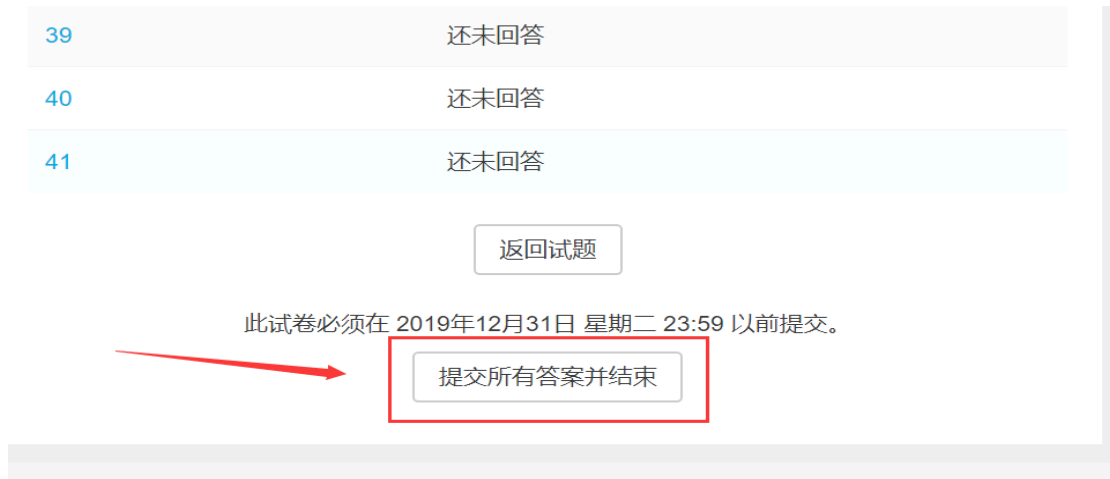 39 还未回答
40 还未回答
41 还未回答
返回试题
此试卷必须在 2019年12月31日 星期二 23:59 以前提交。
提交所有答案并结束